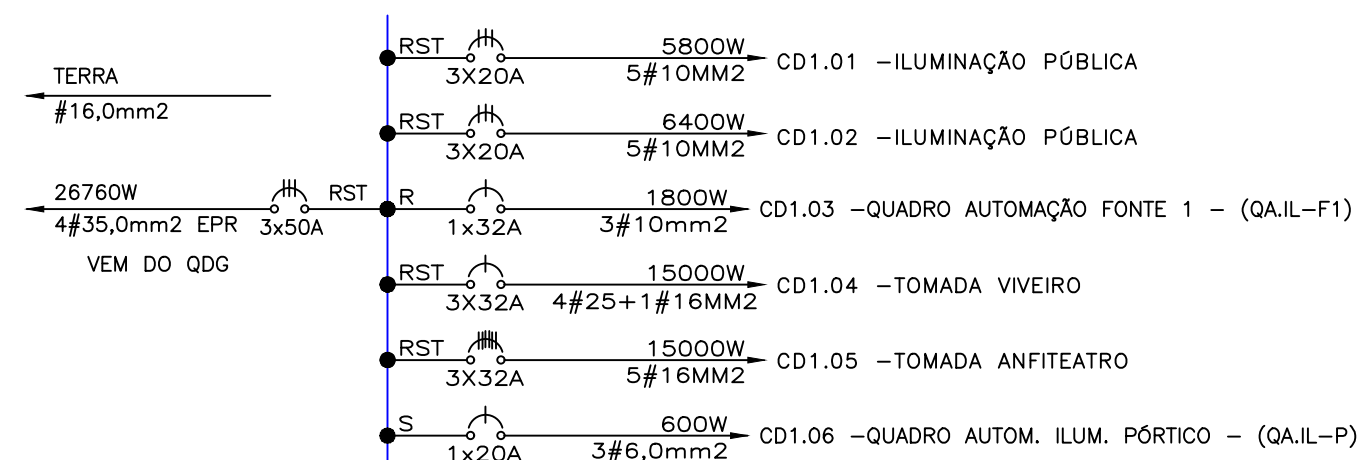 TERRA
#16,0mm2
26760W
4#35,0mm2 EPR
VEM DO QDG
3x50A
RST
RST
3X20A
5800W
5#10MM2
CD1.01 -ILUMINAÇÃO PÚBLICA
RST
3X20A
6400W
5#10MM2
CD1.02 -ILUMINAÇÃO PÚBLICA
R
1x32A
1800W
3#10mm2
CD1.03 -QUADRO AUTOMAÇÃO FONTE 1 - (QA.IL-F1)
RST
3X32A
15000W
4#25+1#16MM2
CD1.04 -TOMADA VIVEIRO
RST
3X32A
15000W
5#16MM2
CD1.05 -TOMADA ANFITEATRO
S
1x20A
600W
3#6,0mm2
CD1.06 -QUADRO AUTOM. ILUM. PÓRTICO - (QA.IL-P)